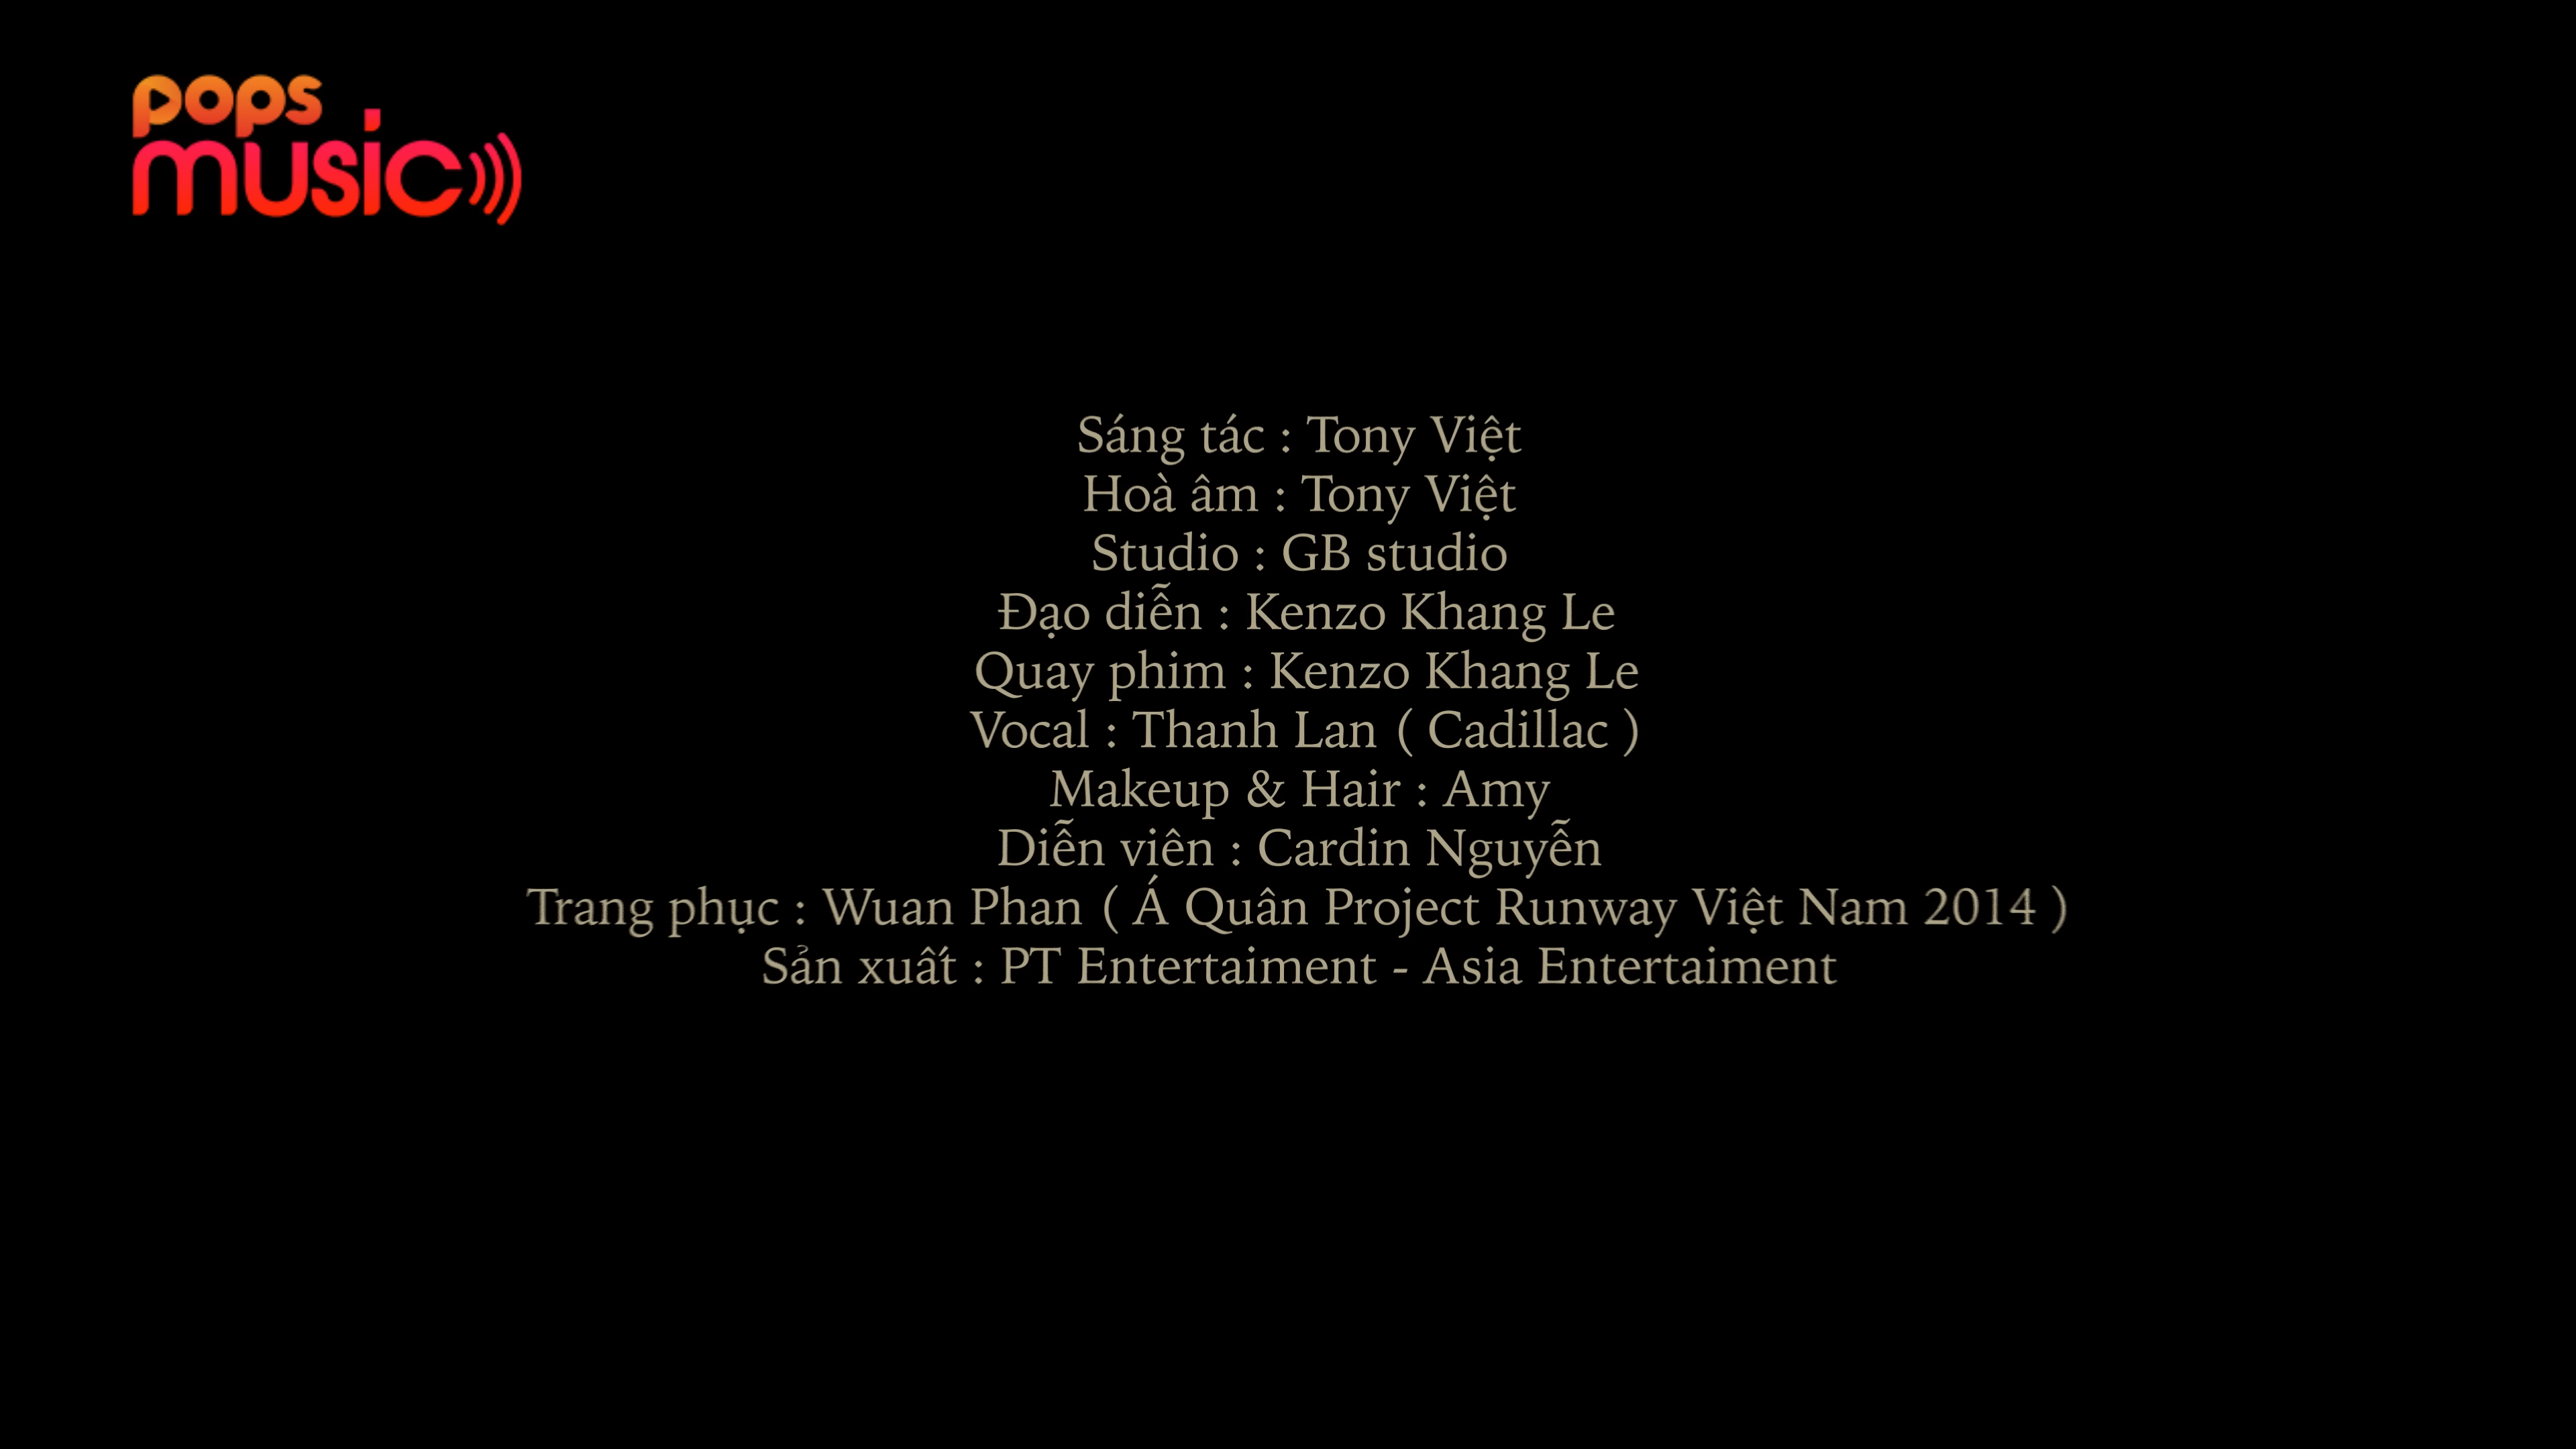 pops
music
Sáng tác : Tony Việt
Hoà âm : Tony Việt
Studio : GB studio
Đạo diễn : Kenzo Khang Le
Quay phim : Kenzo Khang Le
Vocal : Thanh Lan ( Cadillac )
Makeup & Hair : Amy
Diễn viên : Cardin Nguyễn
Trang phục : Wuan Phan ( Á Quân Project Runway Việt Nam 2014 )
Sản xuất : PT Entertaiment - Asia Entertaiment